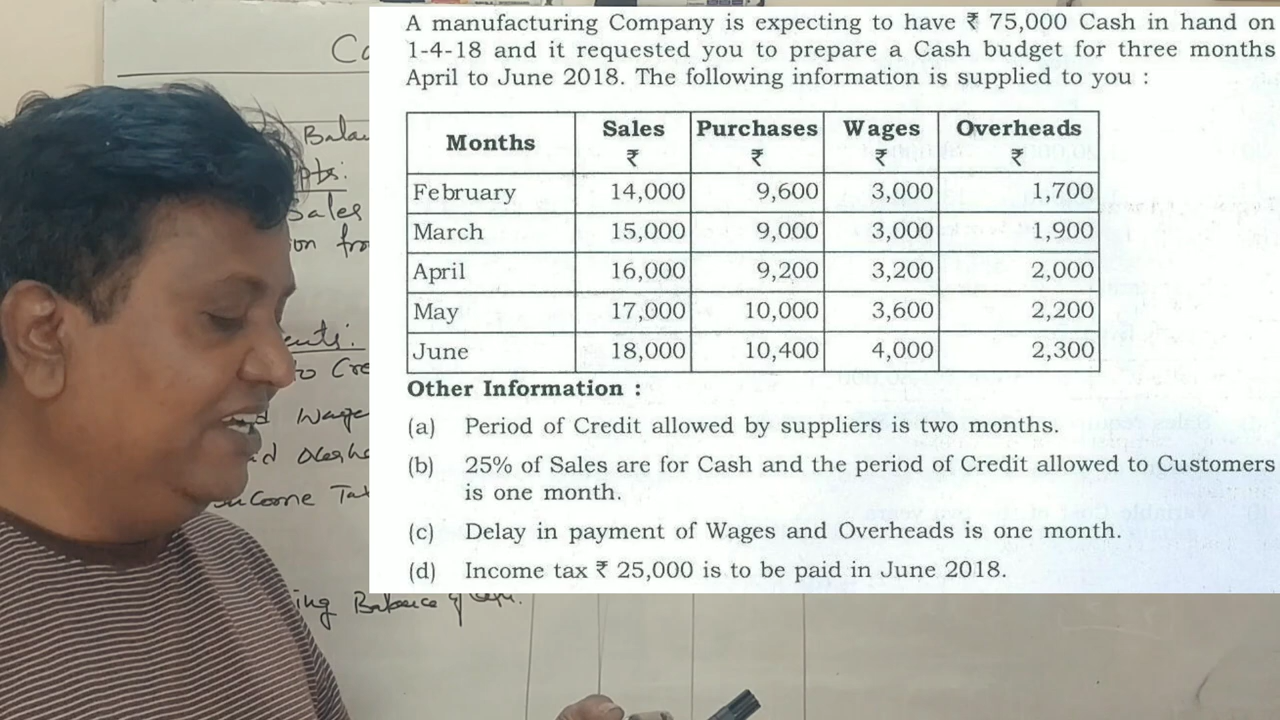 A manufacturing Company is expecting to have ₹ 75,000 Cash in hand on
1-4-18 and it requested you to prepare a Cash budget for three months
April to June 2018. The following information is supplied to you :
Months Sales ₹ Purchases ₹ Wages ₹ Overheads ₹
February 14,000 9,600 3,000 1,700
March 15,000 9,000 3,000 1,900
April 16,000 9,200 3,200 2,000
May 17,000 10,000 3,600 2,200
June 18,000 10,400 4,000 2,300
Other Information :
(a) Period of Credit allowed by suppliers is two months.
(b) 25% of Sales are for Cash and the period of Credit allowed to Customers
is one month.
(c) Delay in payment of Wages and Overheads is one month.
(d) Income tax ₹ 25,000 is to be paid in June 2018.
Sales